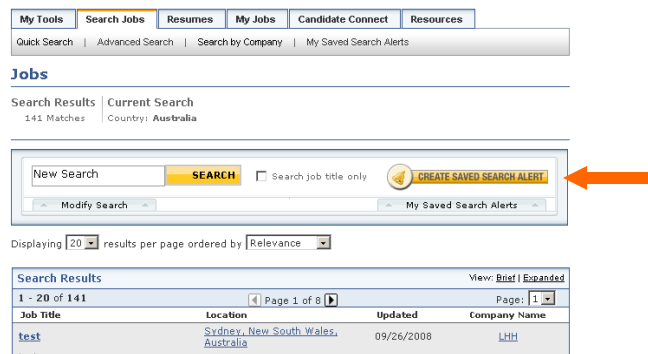 My Tools Search Jobs Resumes My Jobs Candidate Connect Resources
Quick Search | Advanced Search | Search by Company | My Saved Search Alerts
Jobs
Search Results Current Search
141 Matches Country: Australia
New Search SEARCH Search job title only CREATE SAVED SEARCH ALERT
Modify Search My Saved Search Alerts
Displaying 20 results per page ordered by Relevance
Search Results View: Brief | Expanded
1 - 20 of 141 Page 1 of 8 Page: 1
Job Title Location Updated Company Name
test Sydney, New South Wales, Australia 09/26/2008 LHH